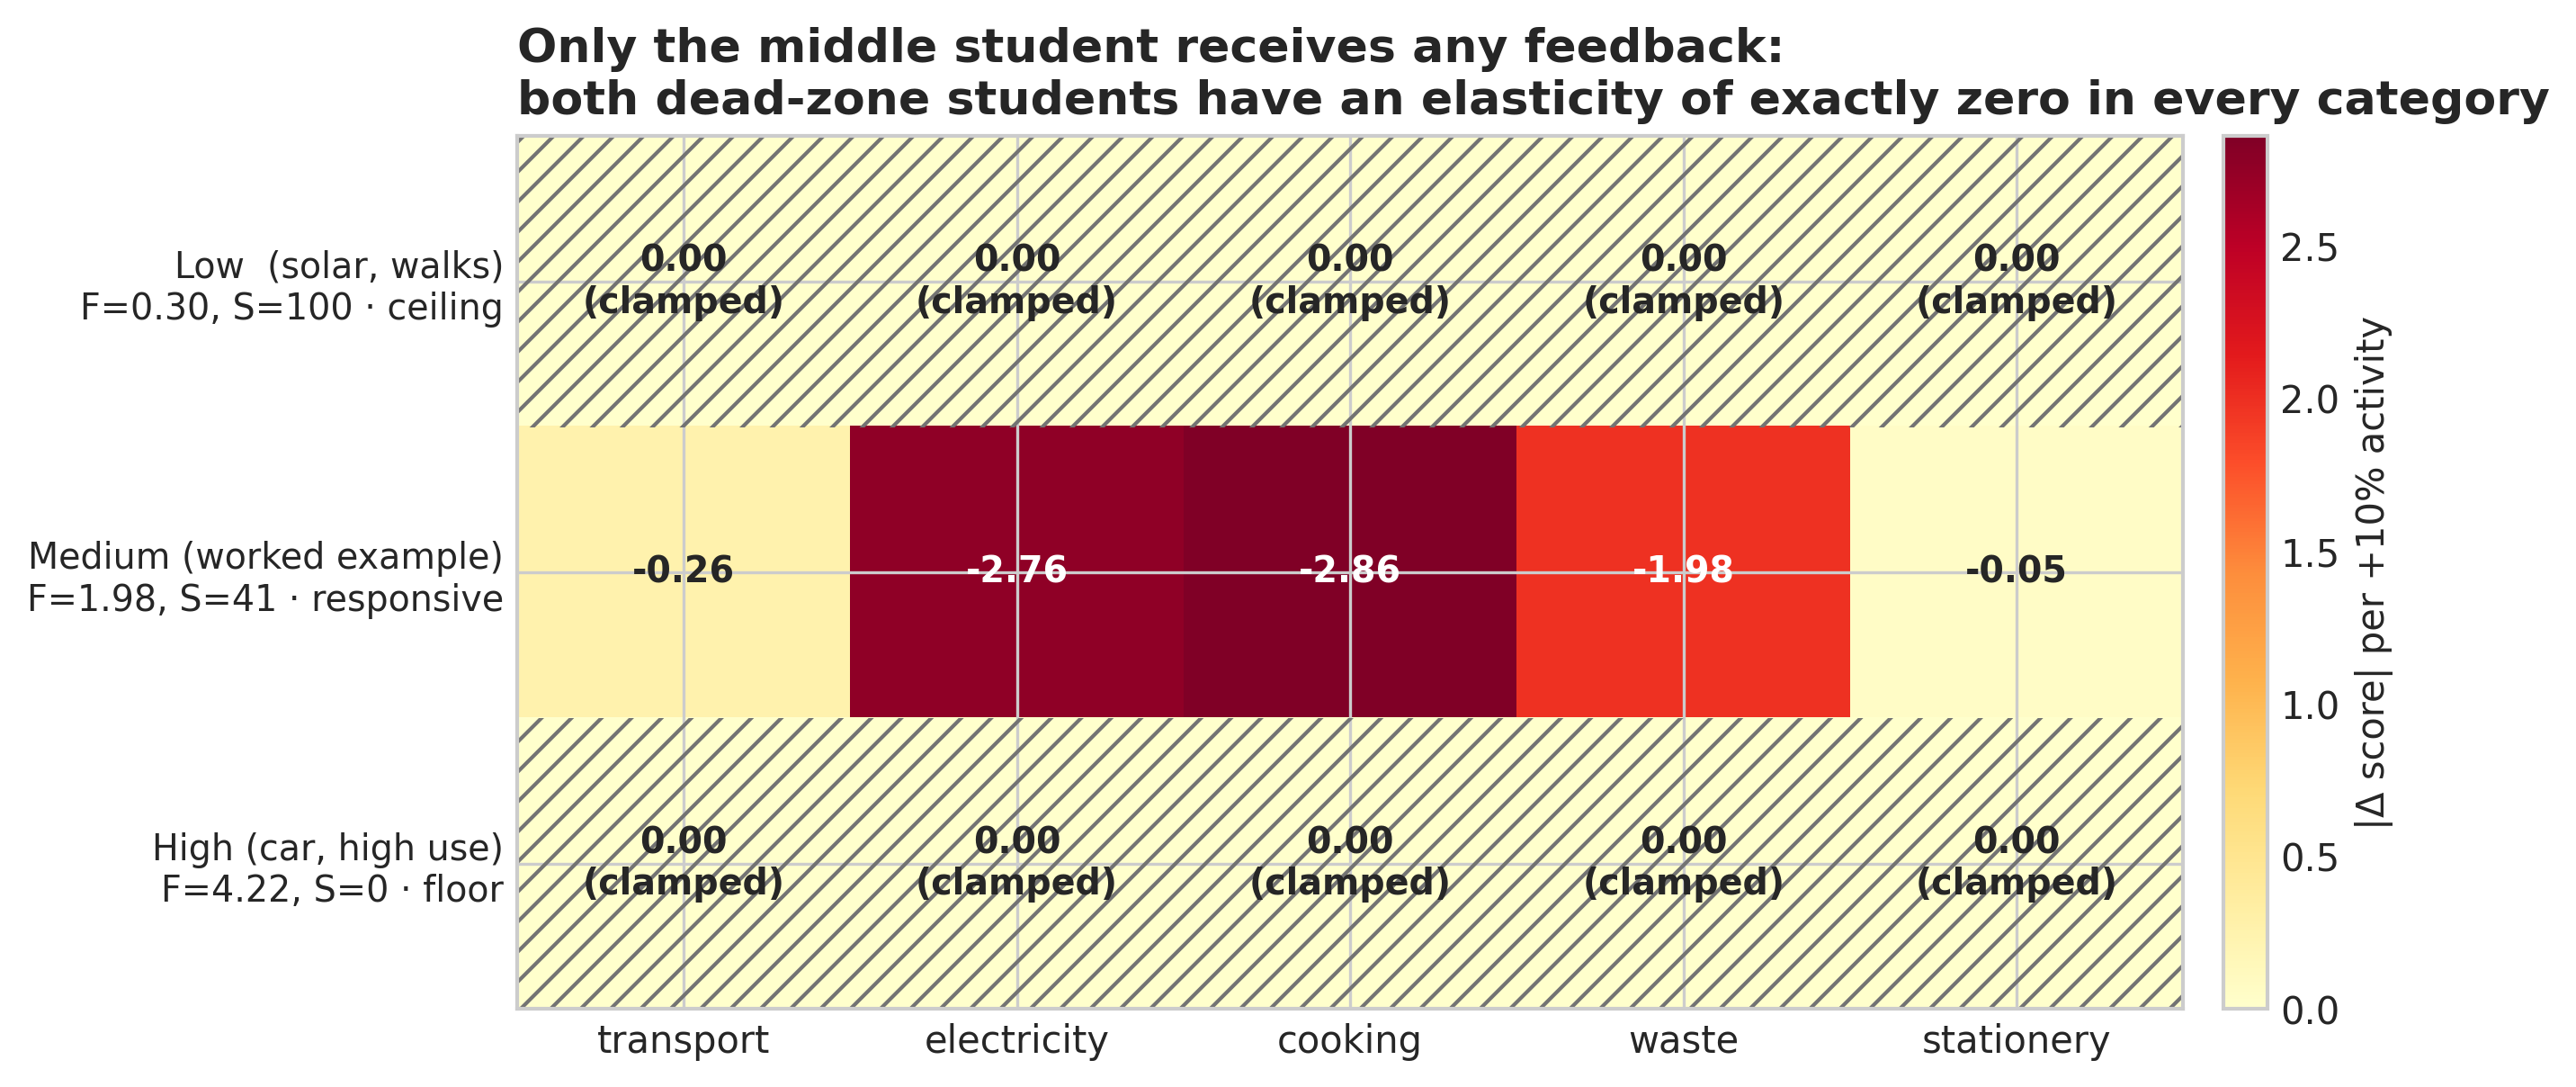 Only the middle student receives any feedback:
both dead-zone students have an elasticity of exactly zero in every category
Low  (solar, walks)
F=0.30, S=100 · ceiling
0.00 0.00 0.00 0.00 0.00
(clamped) (clamped) (clamped) (clamped) (clamped)
Medium (worked example)
F=1.98, S=41 · responsive
-0.26 -2.76 -2.86 -1.98 -0.05
High (car, high use)
F=4.22, S=0 · floor
0.00 0.00 0.00 0.00 0.00
(clamped) (clamped) (clamped) (clamped) (clamped)
transport electricity cooking waste stationery
2.5
2.0
1.5
1.0
0.5
0.0
|Δ score| per +10% activity